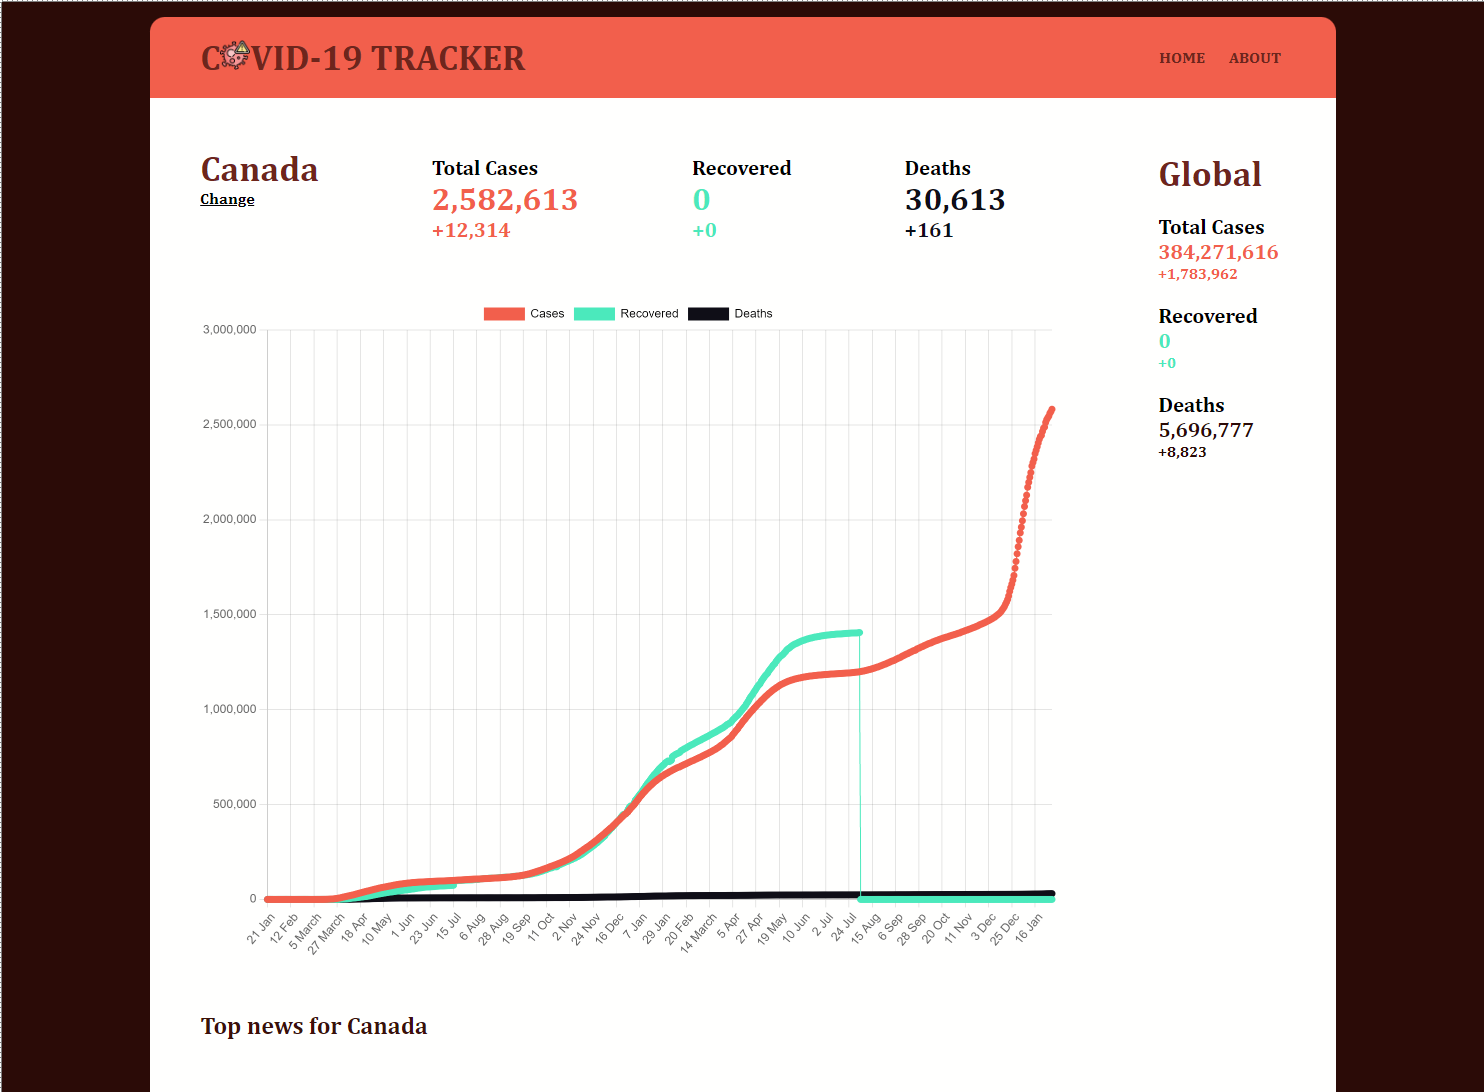 COVID-19 TRACKER
HOME ABOUT
Canada
Change
Total Cases
2,582,613
+12,314
Recovered
0
+0
Deaths
30,613
+161
Global
Total Cases
384,271,616
+1,783,962
Recovered
0
+0
Deaths
5,696,777
+8,823
Cases Recovered Deaths
3,000,000
2,500,000
2,000,000
1,500,000
1,000,000
500,000
0
21 Jan
12 Feb
5 March
27 March
18 Apr
10 May
1 Jun
23 Jun
15 Jul
6 Aug
28 Aug
19 Sep
11 Oct
2 Nov
24 Nov
16 Dec
7 Jan
29 Jan
20 Feb
14 March
5 Apr
27 Apr
19 May
10 Jun
2 Jul
24 Jul
15 Aug
6 Sep
28 Sep
20 Oct
11 Nov
3 Dec
25 Dec
16 Jan
Top news for Canada